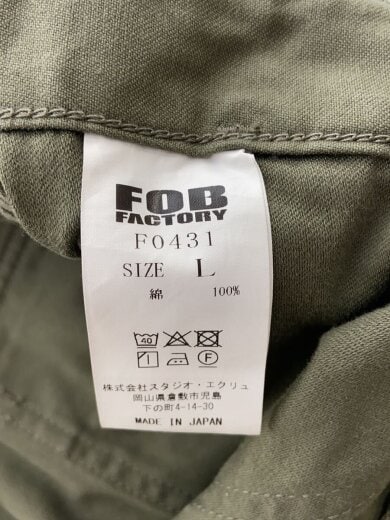 FOB
FACTORY
F0431
SIZE L
綿 100%
40
F
株式会社スタジオ・エクリュ
岡山県倉敷市児島
下の町4-14-30
MADE IN JAPAN